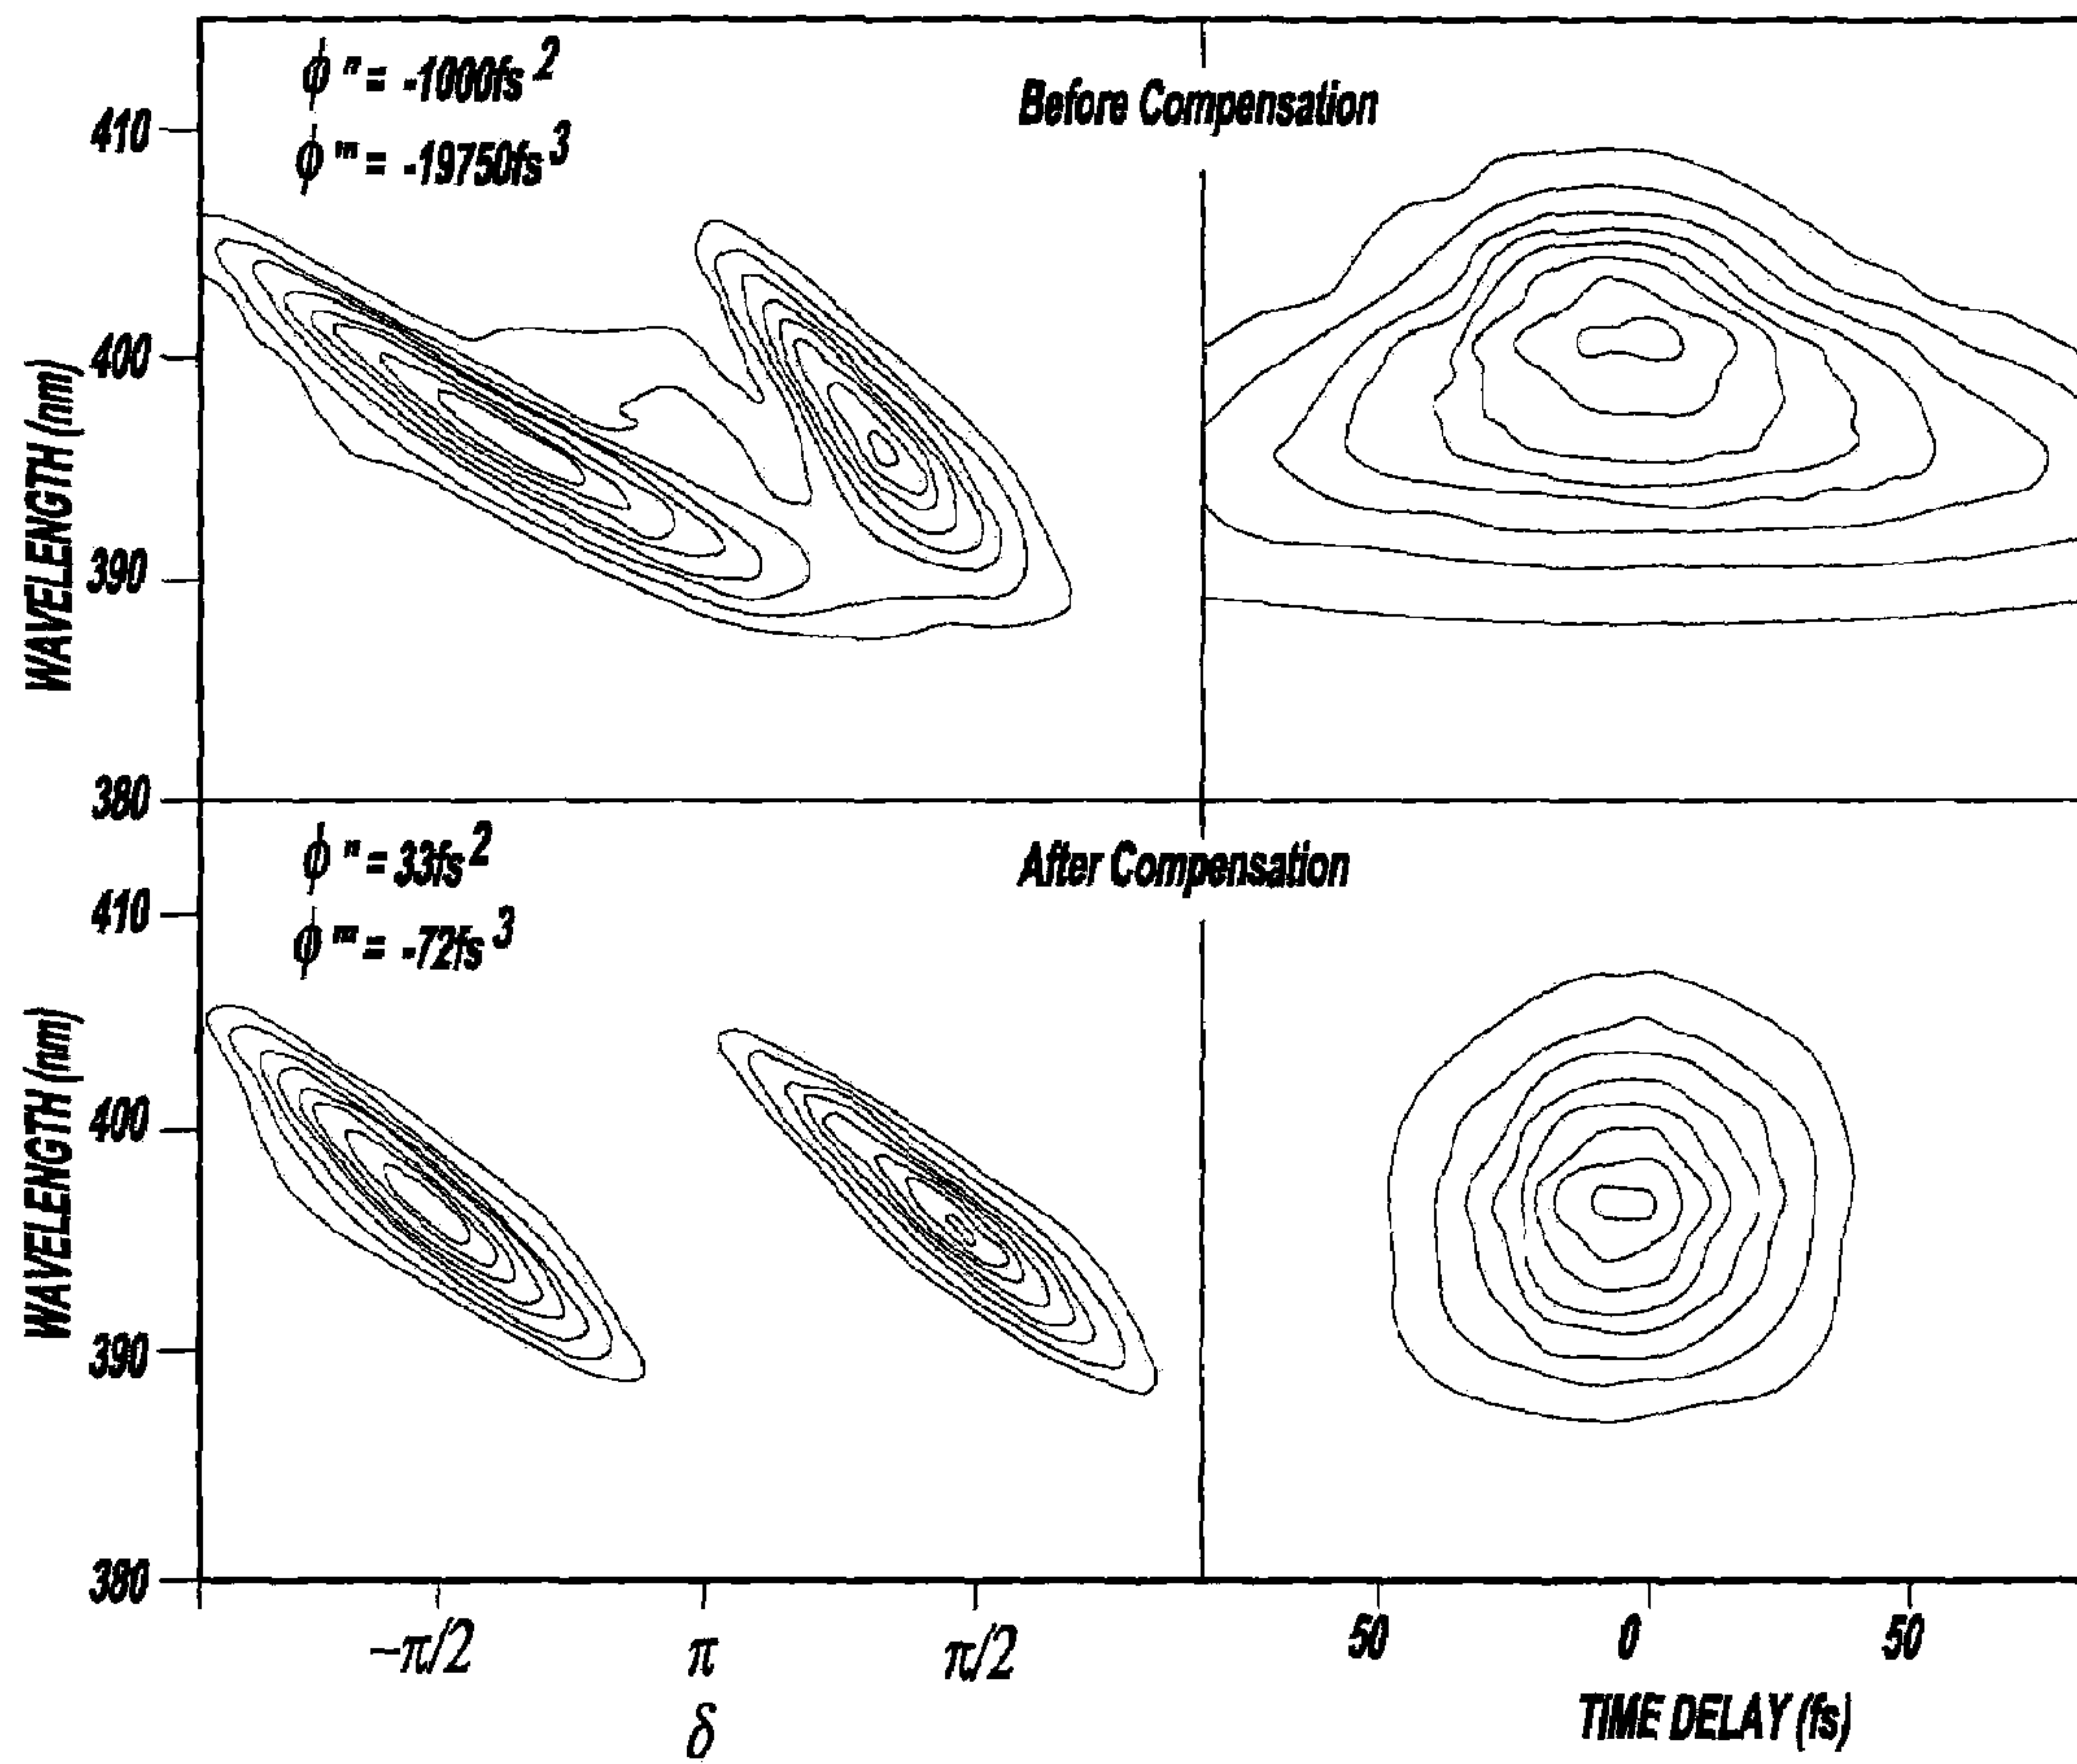 ϕ″= -1000fs²
ϕ‴= -19750fs³
Before Compensation
410
400
390
380
WAVELENGTH (nm)
ϕ″= 33fs²
ϕ‴= -72fs³
After Compensation
410
400
390
380
WAVELENGTH (nm)
−π/2 π π/2
δ
50 0 50
TIME DELAY (fs)